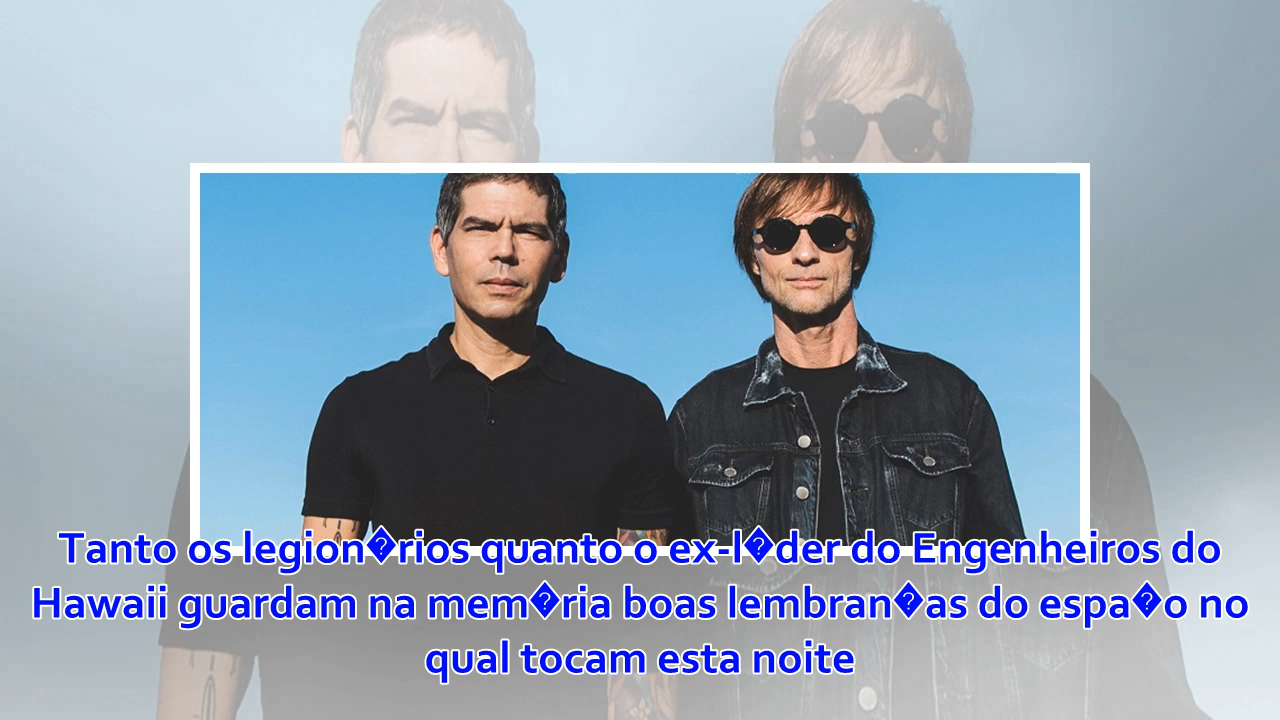 Tanto os legion�rios quanto o ex-l�der do Engenheiros do
Hawaii guardam na mem�ria boas lembran�as do espa�o no
qual tocam esta noite